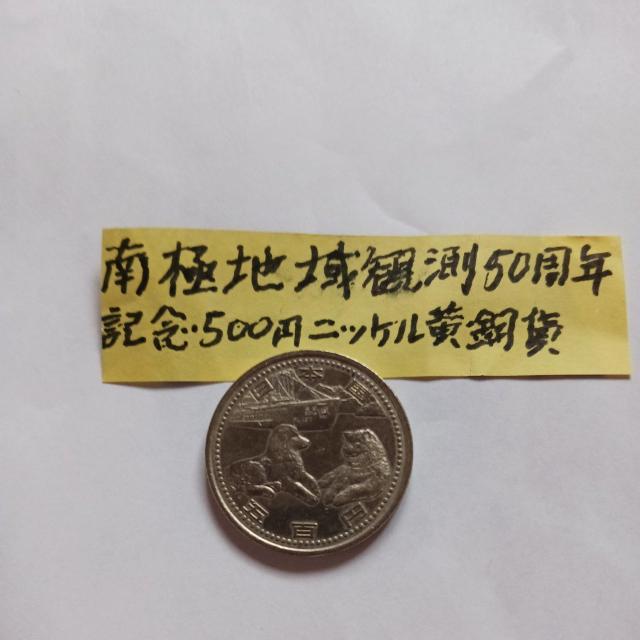 南極地域観測50周年
記念・500円ニッケル黄銅貨
日本国
五百円